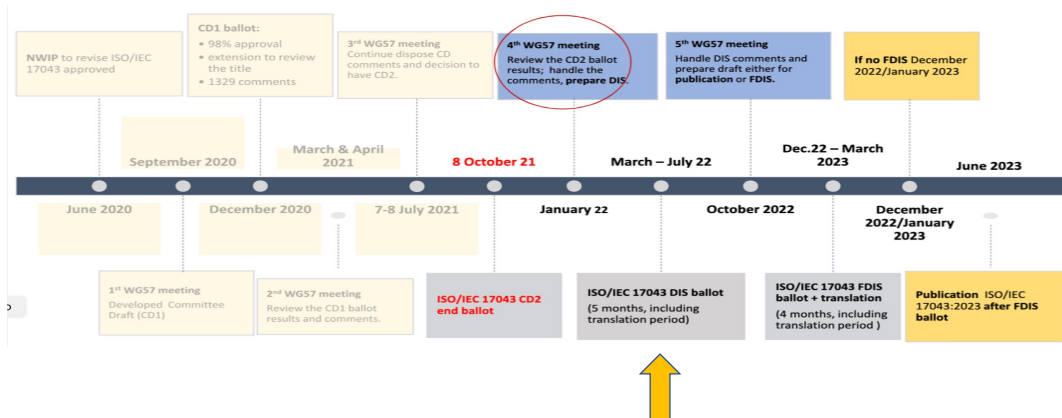 NWIP to revise ISO/IEC
17043 approved
CD1 ballot:
• 98% approval
• extension to review
the title
• 1329 comments
3rd WG57 meeting
Continue dispose CD
comments and decision to
have CD2.
4th WG57 meeting
Review the CD2 ballot
results; handle the
comments, prepare DIS.
5th WG57 meeting
Handle DIS comments and
prepare draft either for
publication or FDIS.
If no FDIS December
2022/January 2023
September 2020
March & April
2021
8 October 21
March – July 22
Dec.22 – March
2023
June 2023
June 2020
December 2020
7-8 July 2021
January 22
October 2022
December
2022/January
2023
1st WG57 meeting
Developed Committee
Draft (CD1)
2nd WG57 meeting
Review the CD1 ballot
results and comments.
ISO/IEC 17043 CD2
end ballot
ISO/IEC 17043 DIS ballot
(5 months, including
translation period)
ISO/IEC 17043 FDIS
ballot + translation
(4 months, including
translation period )
Publication ISO/IEC
17043:2023 after FDIS
ballot